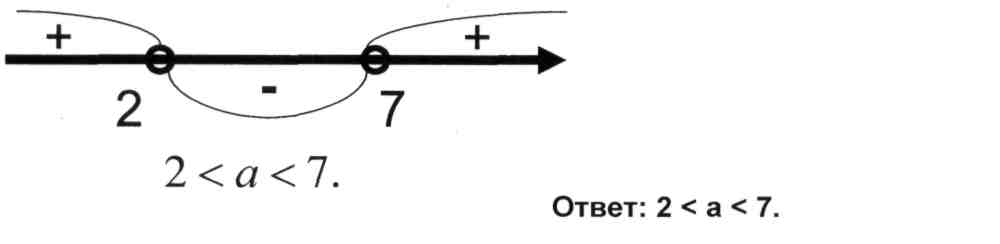 + - +
2 7
2 < a < 7.
Ответ: 2 < a < 7.